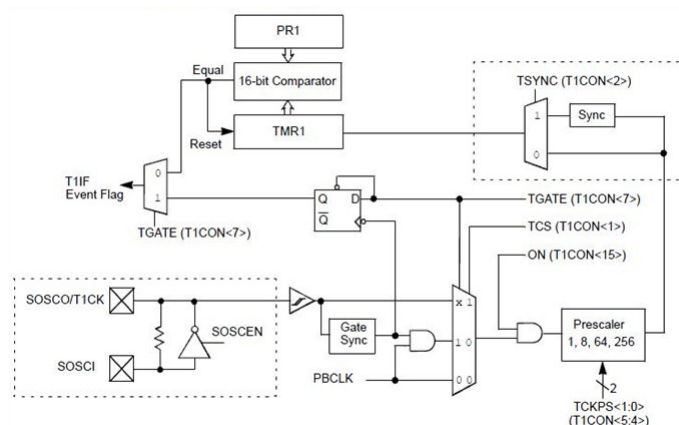 PR1
Equal
16-bit Comparator
TSYNC (T1CON<2>)
1
Sync
TMR1
Reset
0
0
T1IF
Event Flag
1
TGATE (T1CON<7>)
Q D
Q
TGATE (T1CON<7>)
TCS (T1CON<1>)
ON (T1CON<15>)
SOSCO/T1CK
x 1
SOSCEN
Gate
Sync
1 0
Prescaler
1, 8, 64, 256
SOSCI
PBCLK
0 0
2
TCKPS<1:0>
(T1CON<5:4>)